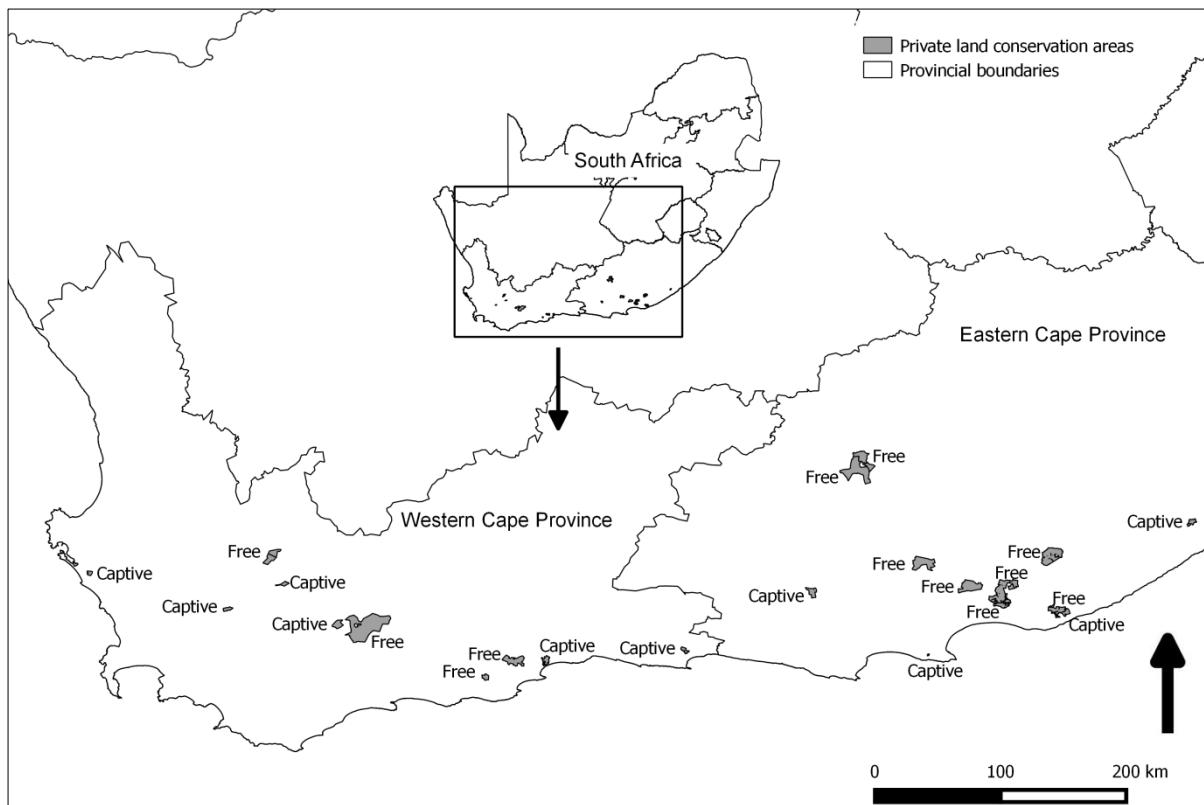 Private land conservation areas
Provincial boundaries
South Africa
Eastern Cape Province
Free
Free
Western Cape Province
Captive
Free
Free
Free
Free
Captive
Captive
Free
Captive
Captive
Free
Free
Captive
Captive
Free
Captive
Free
Captive
Captive
Free
Captive
0
100
200 km